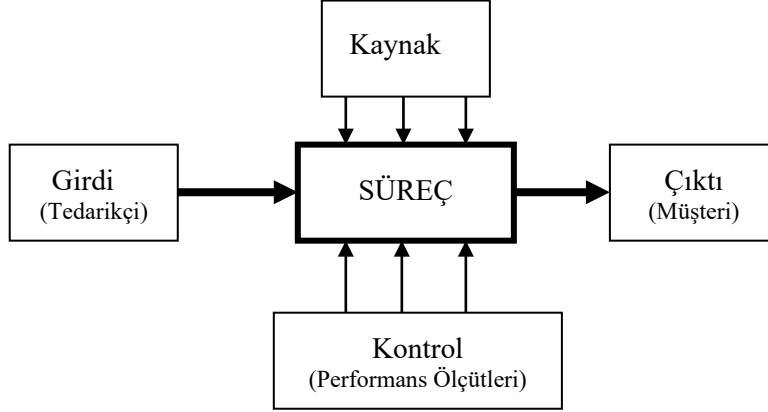 Kaynak
Girdi
(Tedarikçi)
SÜREÇ
Çıktı
(Müşteri)
Kontrol
(Performans Ölçütleri)